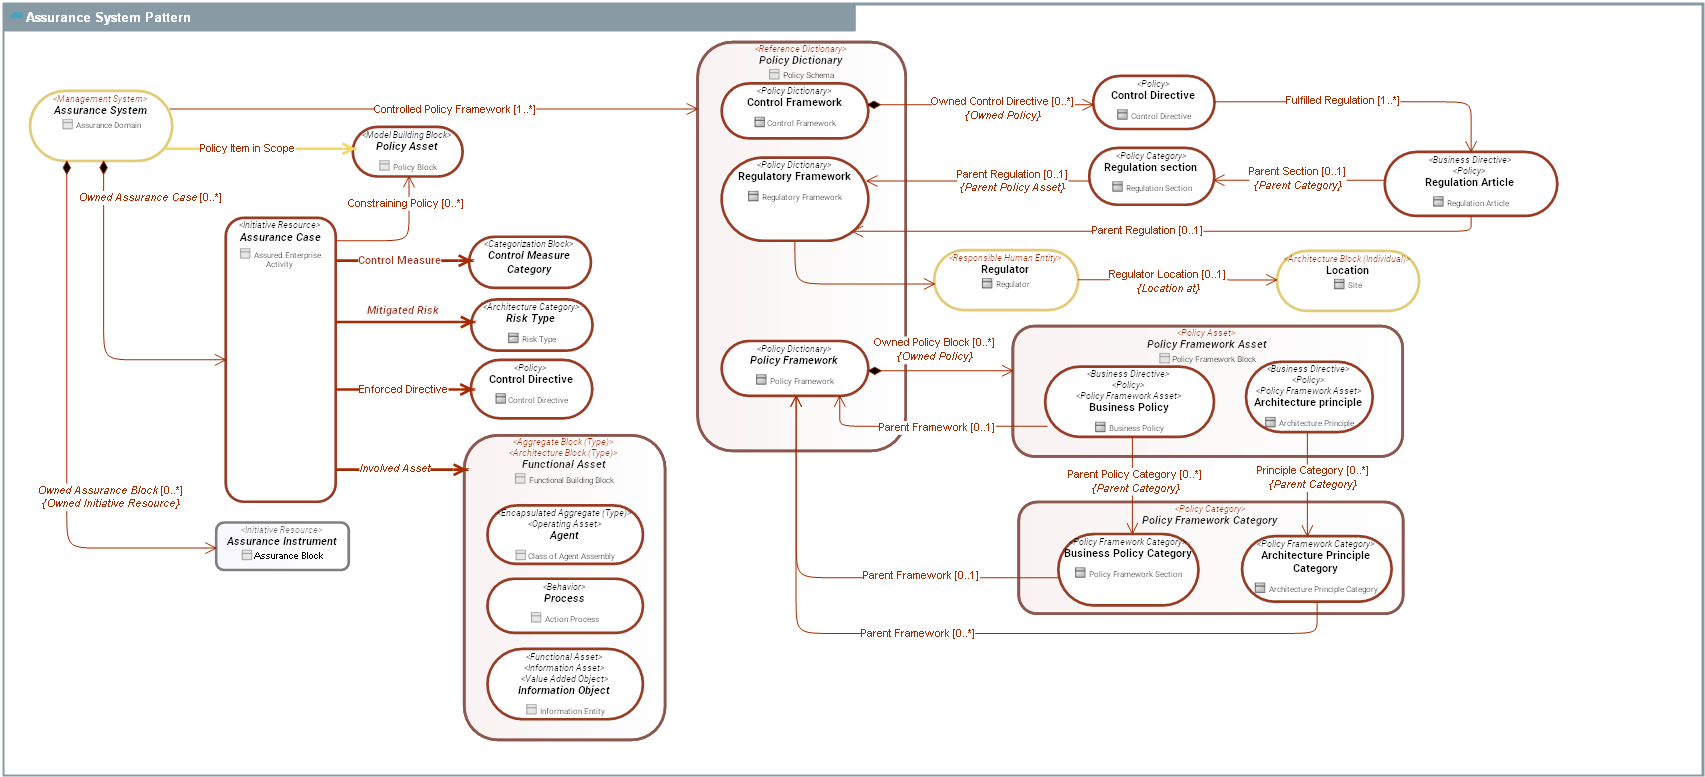 Assurance System Pattern
<Management System>
Assurance System
Assurance Domain
Controlled Policy Framework [1..*]
Policy Item in Scope
<Model Building Block>
Policy Asset
Policy Block
Owned Assurance Case [0..*]
Constraining Policy [0..*]
<Initiative Resource>
Assurance Case
Assured Enterprise
Activity
Control Measure
<Categorization Block>
Control Measure
Category
Mitigated Risk
<Architecture Category>
Risk Type
Risk Type
Enforced Directive
<Policy>
Control Directive
Control Directive
Involved Asset
<Aggregate Block (Type)>
<Architecture Block (Type)>
Functional Asset
Functional Building Block
<Encapsulated Aggregate (Type)>
<Operating Asset>
Agent
Class of Agent Assembly
<Behavior>
Process
Action Process
<Functional Asset>
<Information Asset>
<Value Added Object>
Information Object
Information Entity
Owned Assurance Block [0..*]
{Owned Initiative Resource}
<Initiative Resource>
Assurance Instrument
Assurance Block
<Reference Dictionary>
Policy Dictionary
Policy Schema
<Policy Dictionary>
Control Framework
Control Framework
Owned Control Directive [0..*]
{Owned Policy}
<Policy>
Control Directive
Control Directive
Fulfilled Regulation [1..*]
<Policy Dictionary>
Regulatory Framework
Regulatory Framework
Parent Regulation [0..1]
{Parent Policy Asset}
<Policy Category>
Regulation section
Regulation Section
Parent Section [0..1]
{Parent Category}
<Business Directive>
<Policy>
Regulation Article
Regulation Article
Parent Regulation [0..1]
<Responsible Human Entity>
Regulator
Regulator
Regulator Location [0..1]
{Location at}
<Architecture Block (Individual)>
Location
Site
<Policy Dictionary>
Policy Framework
Policy Framework
Owned Policy Block [0..*]
{Owned Policy}
<Policy Asset>
Policy Framework Asset
Policy Framework Block
<Business Directive>
<Policy>
<Policy Framework Asset>
Business Policy
Business Policy
<Business Directive>
<Policy>
<Policy Framework Asset>
Architecture principle
Architecture Principle
Parent Framework [0..1]
Parent Policy Category [0..*]
{Parent Category}
Principle Category [0..*]
{Parent Category}
<Policy Category>
Policy Framework Category
<Policy Framework Category>
Business Policy Category
Policy Framework Section
<Policy Framework Category>
Architecture Principle
Category
Architecture Principle Category
Parent Framework [0..1]
Parent Framework [0..*]